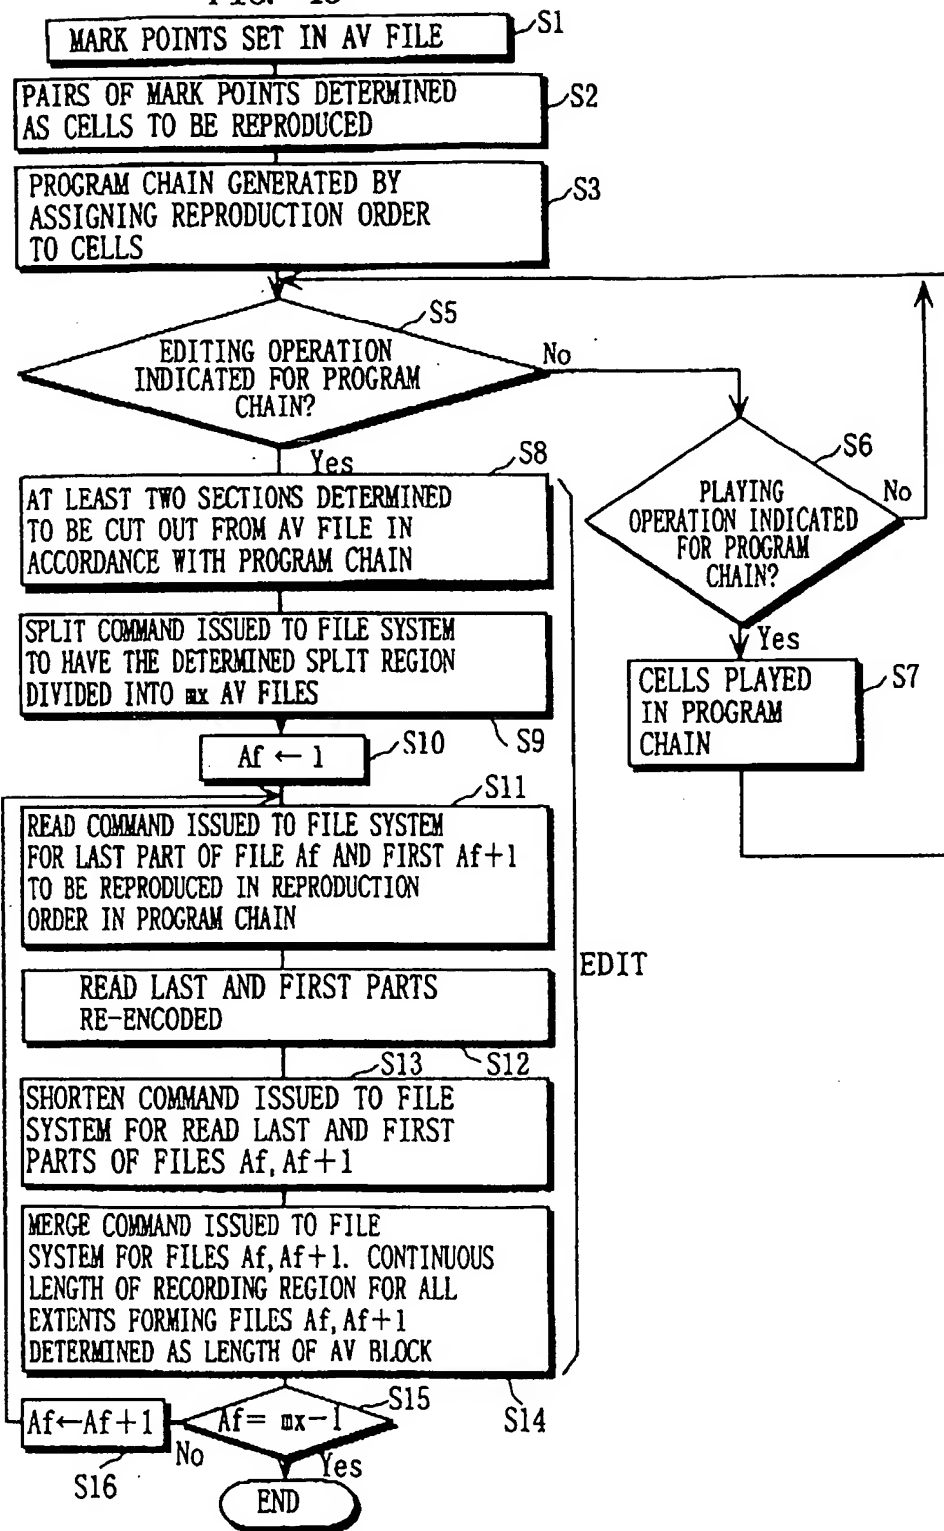 MARK POINTS SET IN AV FILE
S1
PAIRS OF MARK POINTS DETERMINED
AS CELLS TO BE REPRODUCED
S2
PROGRAM CHAIN GENERATED BY
ASSIGNING REPRODUCTION ORDER
TO CELLS
S3
S5
EDITING OPERATION
INDICATED FOR PROGRAM
CHAIN?
No
Yes
S6
PLAYING
OPERATION INDICATED
FOR PROGRAM
CHAIN?
No
Yes
CELLS PLAYED
IN PROGRAM
CHAIN
S7
S8
AT LEAST TWO SECTIONS DETERMINED
TO BE CUT OUT FROM AV FILE IN
ACCORDANCE WITH PROGRAM CHAIN
SPLIT COMMAND ISSUED TO FILE SYSTEM
TO HAVE THE DETERMINED SPLIT REGION
DIVIDED INTO mx AV FILES
S9
Af ← 1
S10
S11
READ COMMAND ISSUED TO FILE SYSTEM
FOR LAST PART OF FILE Af AND FIRST Af+1
TO BE REPRODUCED IN REPRODUCTION
ORDER IN PROGRAM CHAIN
EDIT
READ LAST AND FIRST PARTS
RE-ENCODED
S12
S13
SHORTEN COMMAND ISSUED TO FILE
SYSTEM FOR READ LAST AND FIRST
PARTS OF FILES Af, Af+1
MERGE COMMAND ISSUED TO FILE
SYSTEM FOR FILES Af, Af+1. CONTINUOUS
LENGTH OF RECORDING REGION FOR ALL
EXTENTS FORMING FILES Af, Af+1
DETERMINED AS LENGTH OF AV BLOCK
S14
S15
Af= mx-1
Af←Af+1
No
S16
Yes
END